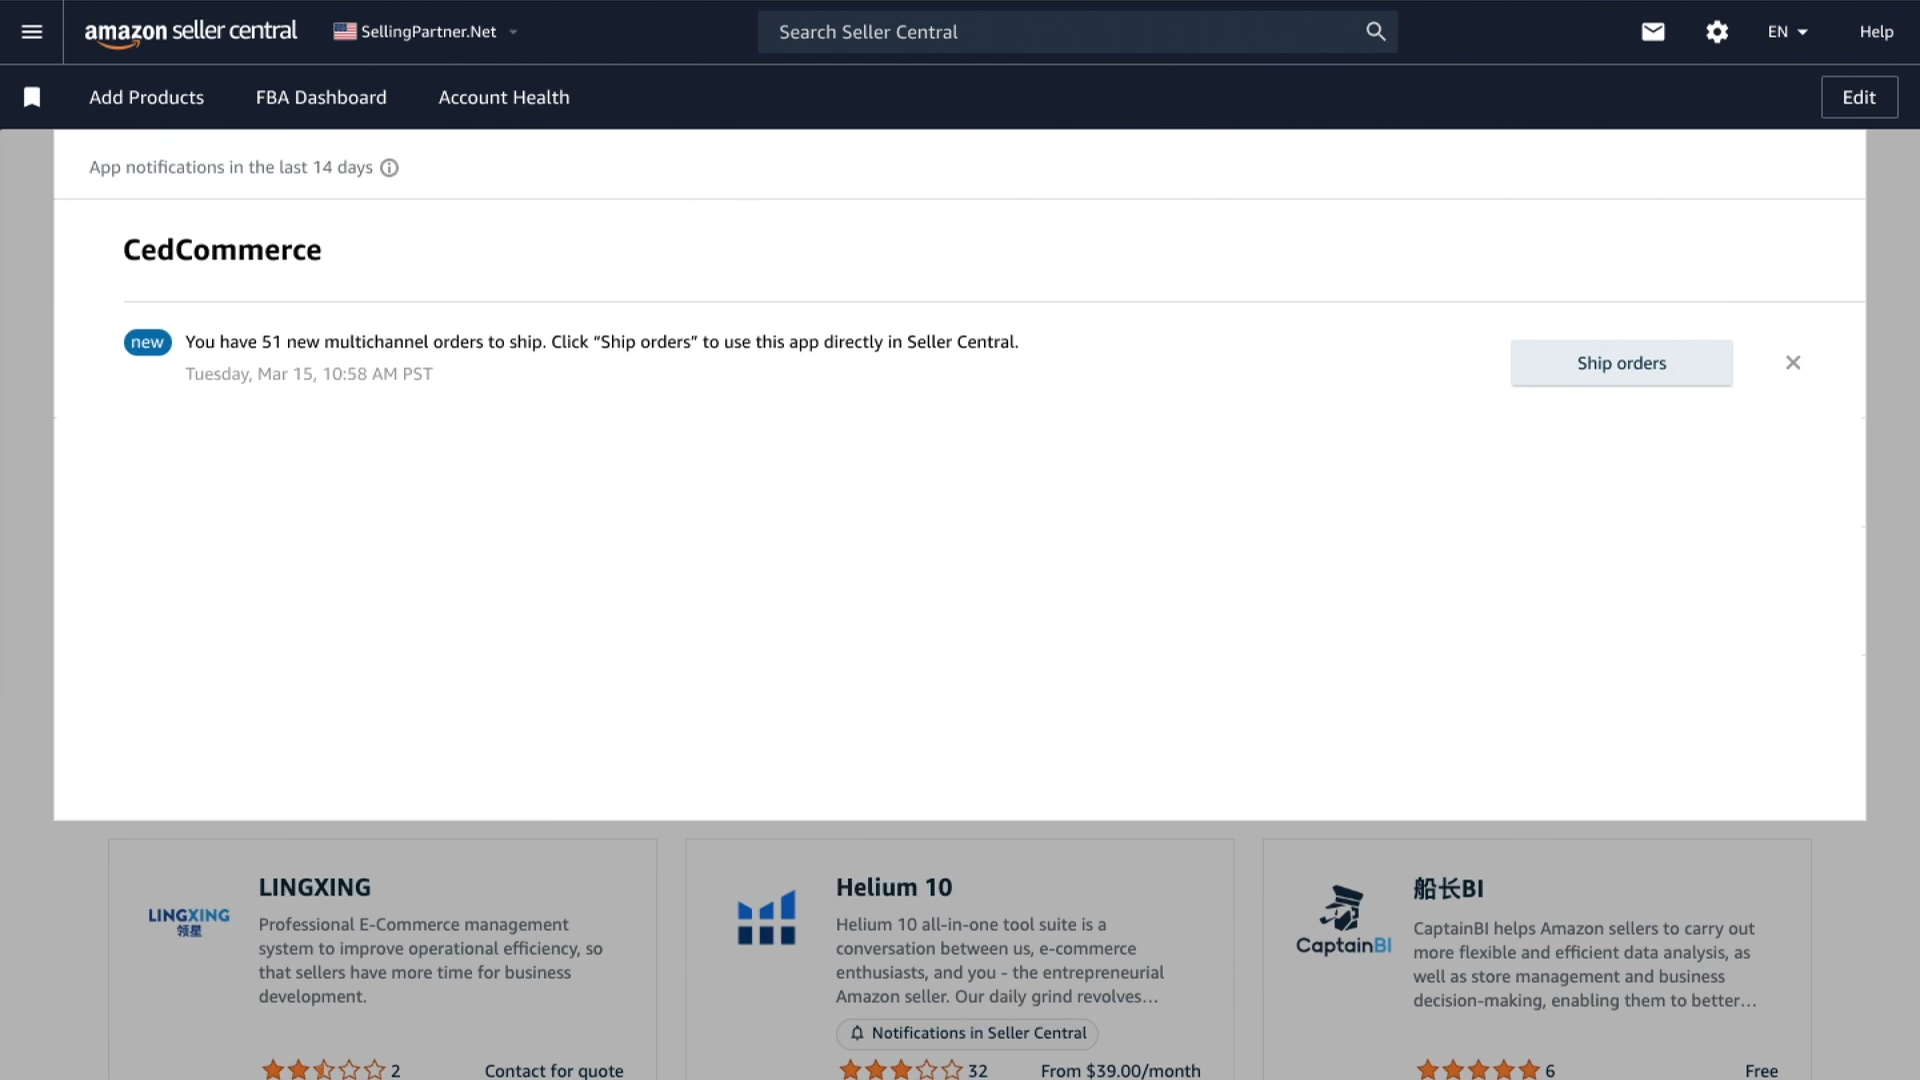 amazon seller central
SellingPartner.Net
Search Seller Central
EN
Help
Add Products
FBA Dashboard
Account Health
Edit
App notifications in the last 14 days
CedCommerce
new
You have 51 new multichannel orders to ship. Click “Ship orders” to use this app directly in Seller Central.
Tuesday, Mar 15, 10:58 AM PST
Ship orders
LINGXING
领星
LINGXING
Professional E-Commerce management
system to improve operational efficiency, so
that sellers have more time for business
development.
2
Contact for quote
Helium 10
Helium 10 all-in-one tool suite is a
conversation between us, e-commerce
enthusiasts, and you - the entrepreneurial
Amazon seller. Our daily grind revolves…
Notifications in Seller Central
32
From $39.00/month
CaptainBI
船长BI
CaptainBI helps Amazon sellers to carry out
more flexible and efficient data analysis, as
well as store management and business
decision-making, enabling them to better…
6
Free